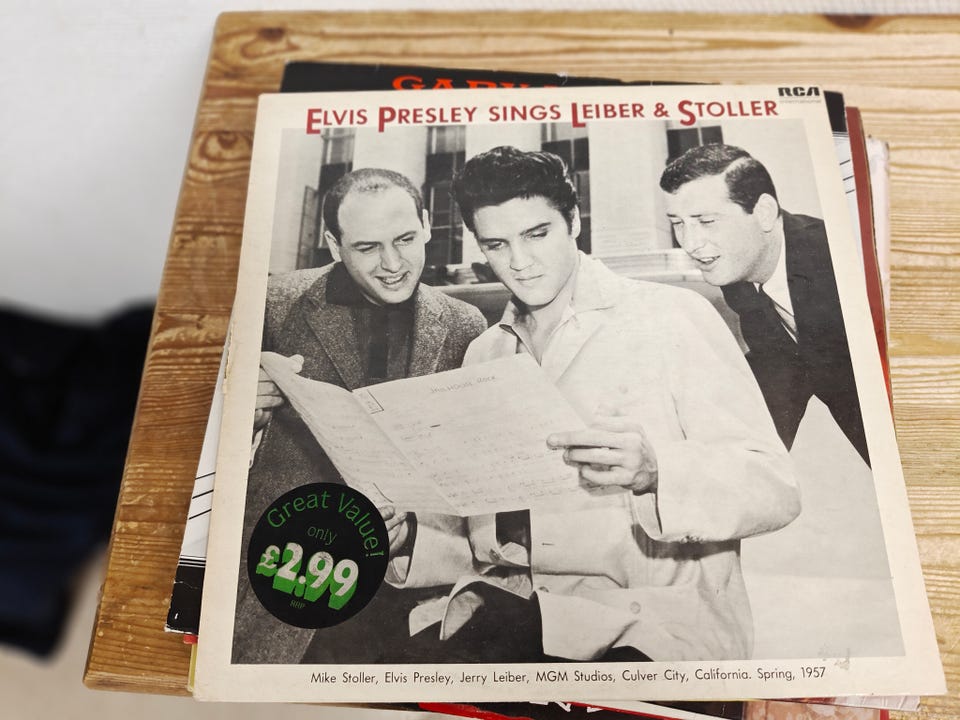 RCA
International
ELVIS PRESLEY SINGS LEIBER & STOLLER
JAILHOUSE ROCK
Great Value!
only
£2.99
RRP
Mike Stoller, Elvis Presley, Jerry Leiber, MGM Studios, Culver City, California. Spring, 1957